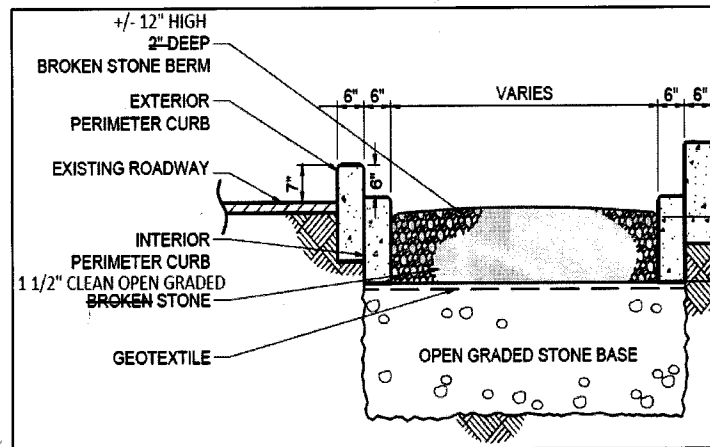 +/- 12" HIGH
2" DEEP
BROKEN STONE BERM
EXTERIOR
PERIMETER CURB
EXISTING ROADWAY
INTERIOR
PERIMETER CURB
1 1/2" CLEAN OPEN GRADED
BROKEN STONE
GEOTEXTILE
6" 6" VARIES 6" 6"
7" 6"
OPEN GRADED STONE BASE